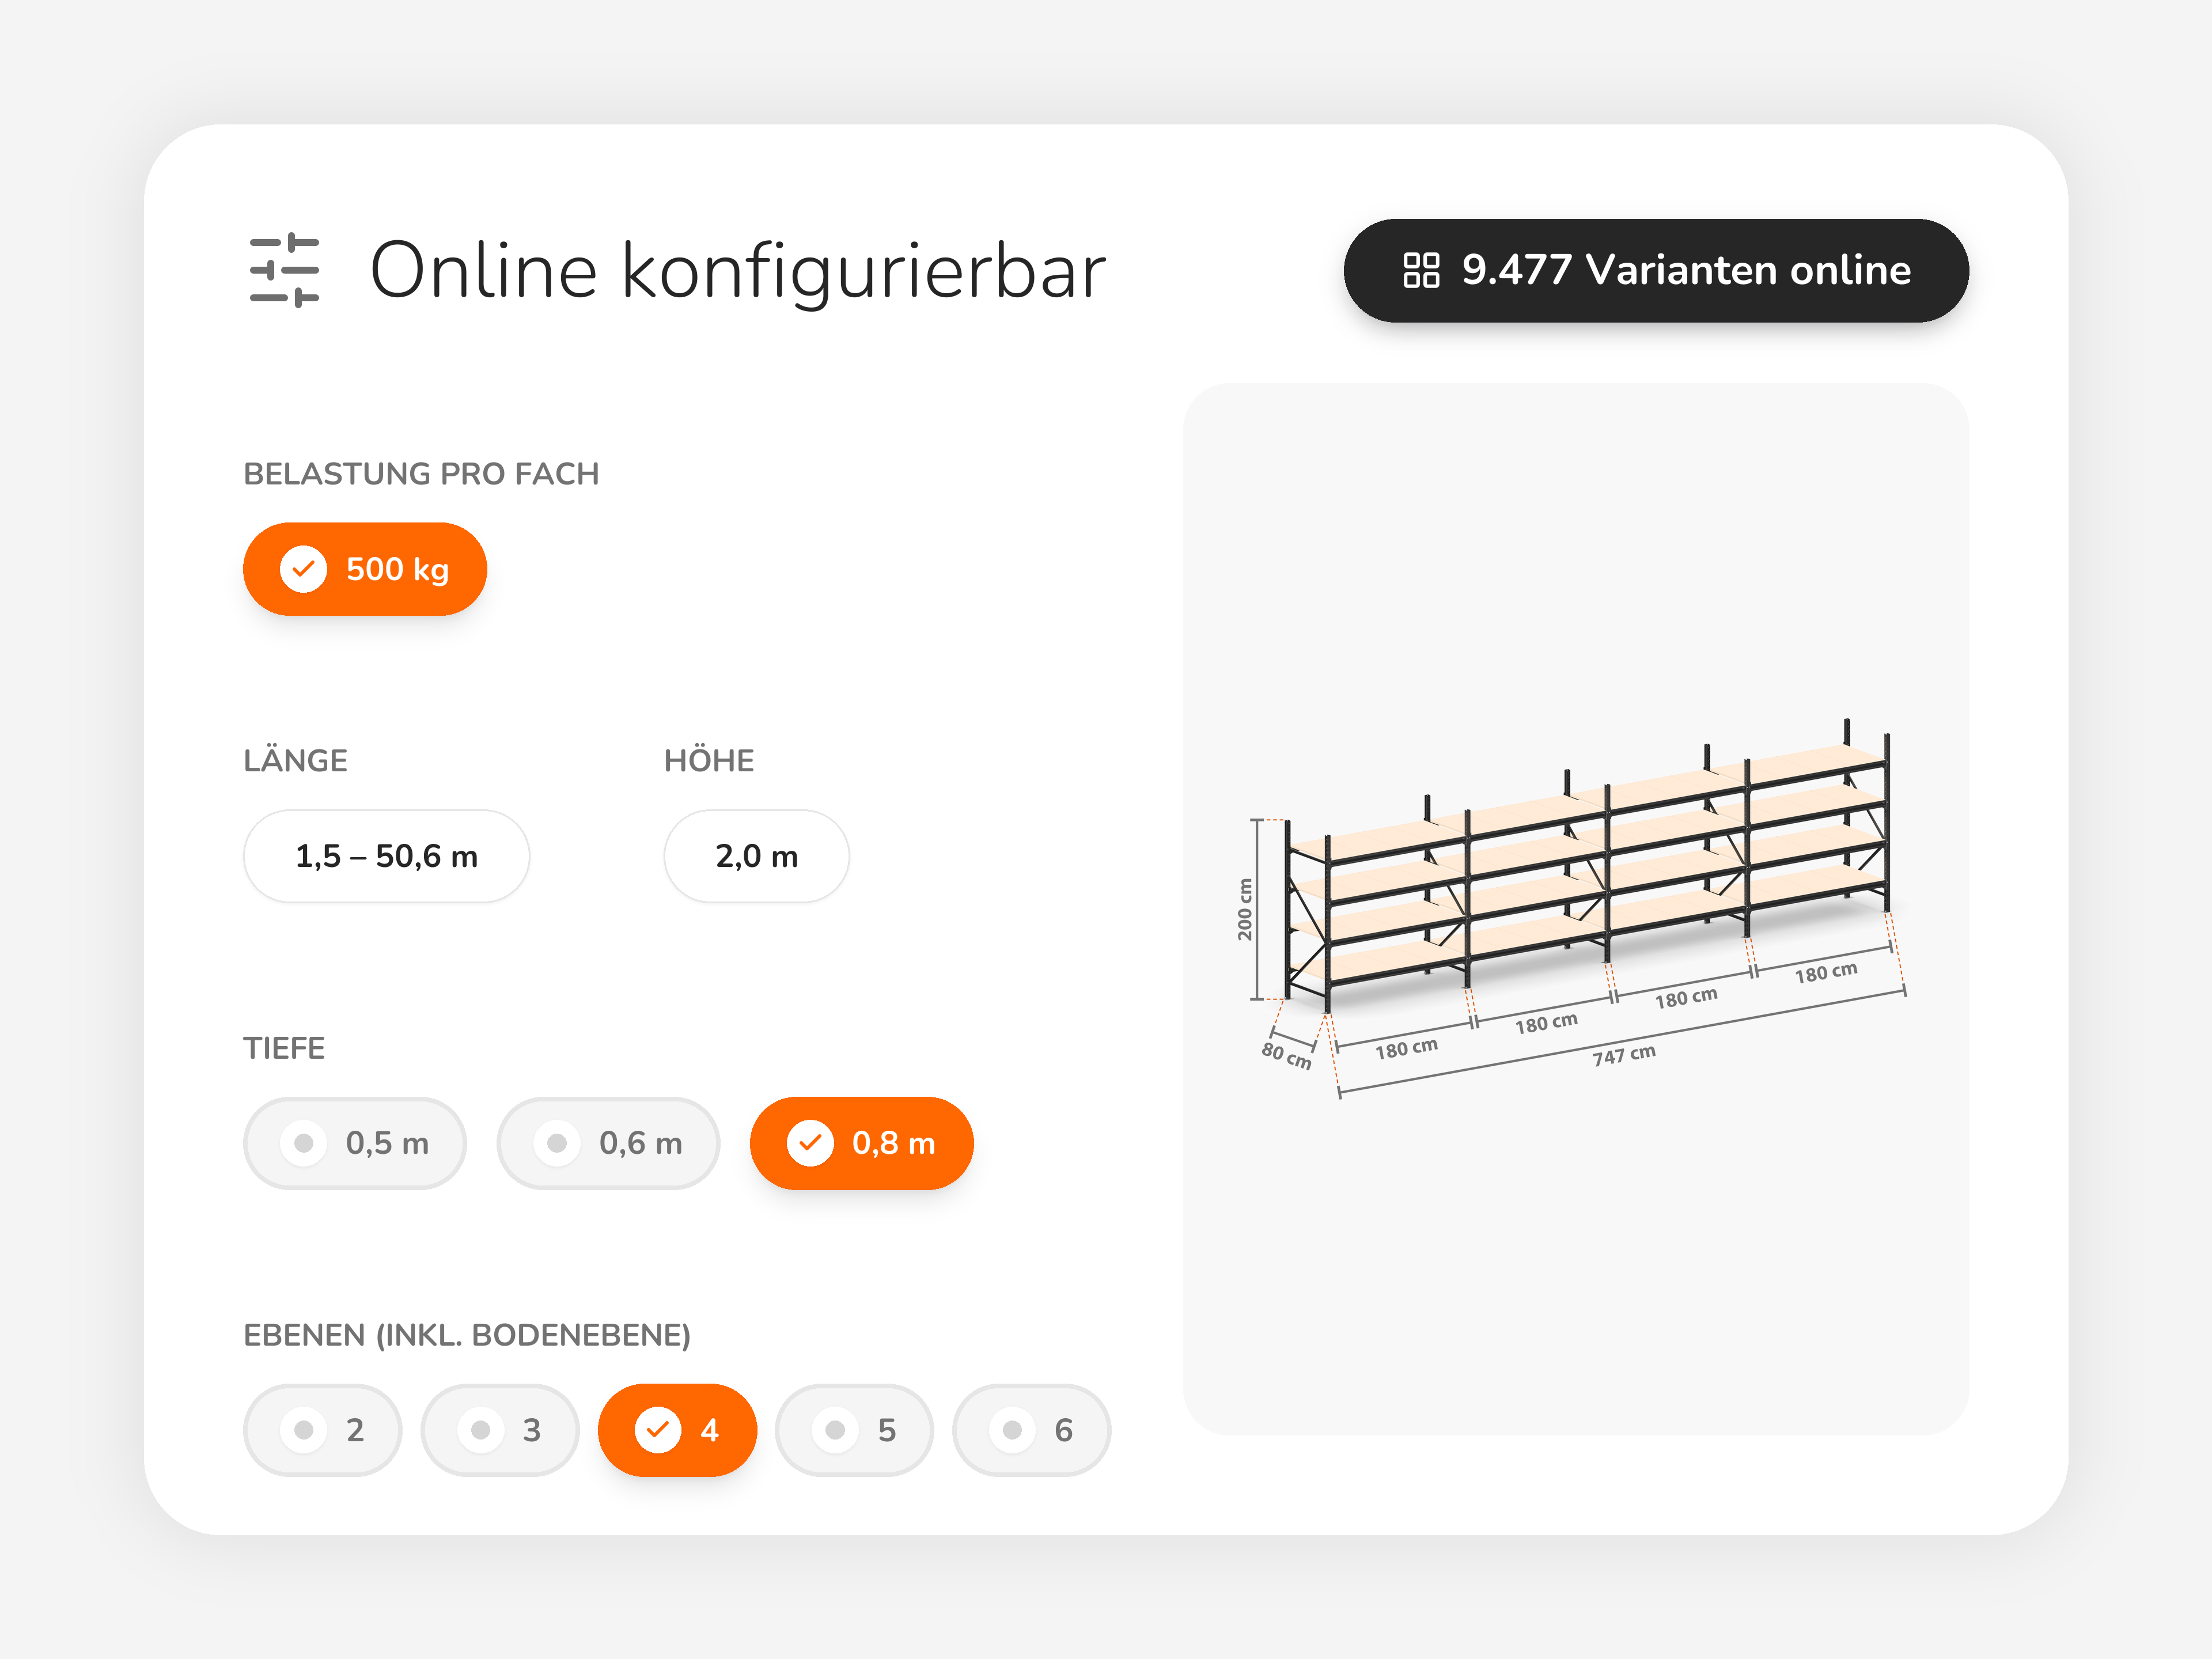 Online konfigurierbar
9.477 Varianten online
BELASTUNG PRO FACH
500 kg
LÄNGE
1,5 – 50,6 m
HÖHE
2,0 m
TIEFE
0,5 m
0,6 m
0,8 m
EBENEN (INKL. BODENEBENE)
2
3
4
5
6
200 cm
80 cm
180 cm
180 cm
180 cm
180 cm
747 cm